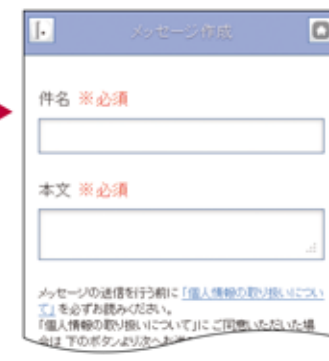 メッセージ作成
件名 ※必須
本文 ※必須
メッセージの送信を行う前に「個人情報の取り扱いについ
て」を必ずお読みください。
「個人情報の取り扱いについて」にご同意いただいた場
合は下のボタンより次へお進